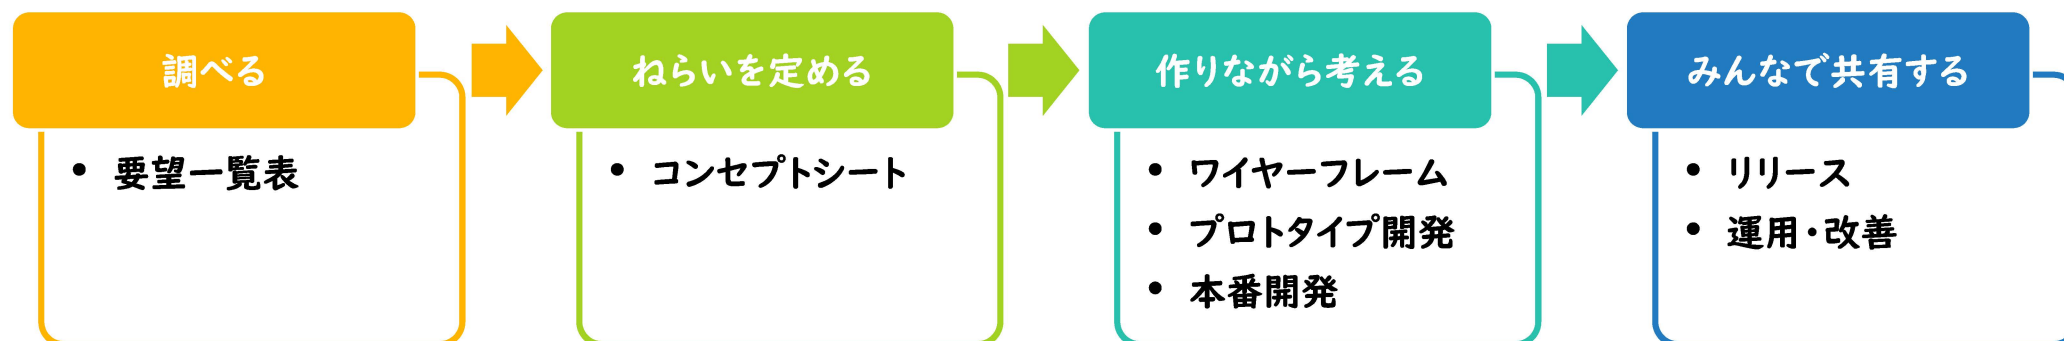 調べる
• 要望一覧表
ねらいを定める
• コンセプトシート
作りながら考える
• ワイヤーフレーム
• プロトタイプ開発
• 本番開発
みんなで共有する
• リリース
• 運用・改善